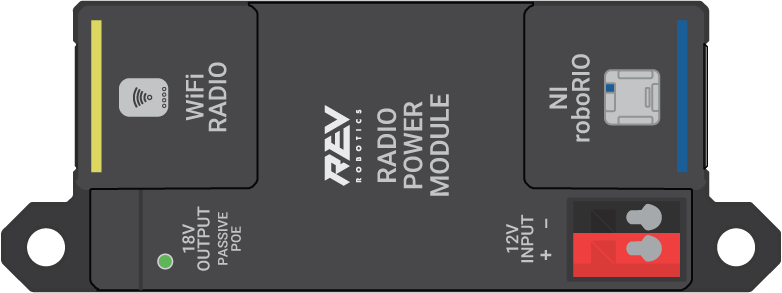 WiFi
RADIO
REV
ROBOTICS
RADIO
POWER
MODULE
NI
roboRIO
18V
OUTPUT
PASSIVE
POE
12V
INPUT
+ −